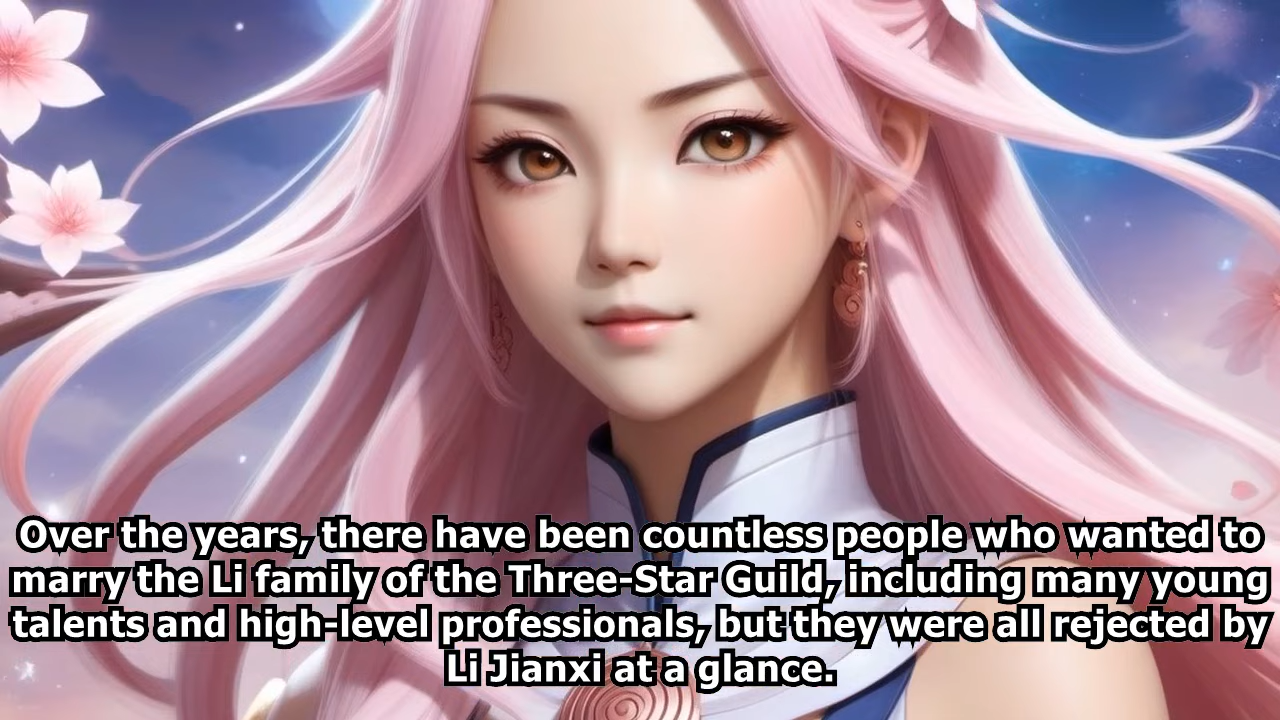 Over the years, there have been countless people who wanted to
marry the Li family of the Three-Star Guild, including many young
talents and high-level professionals, but they were all rejected by
Li Jianxi at a glance.